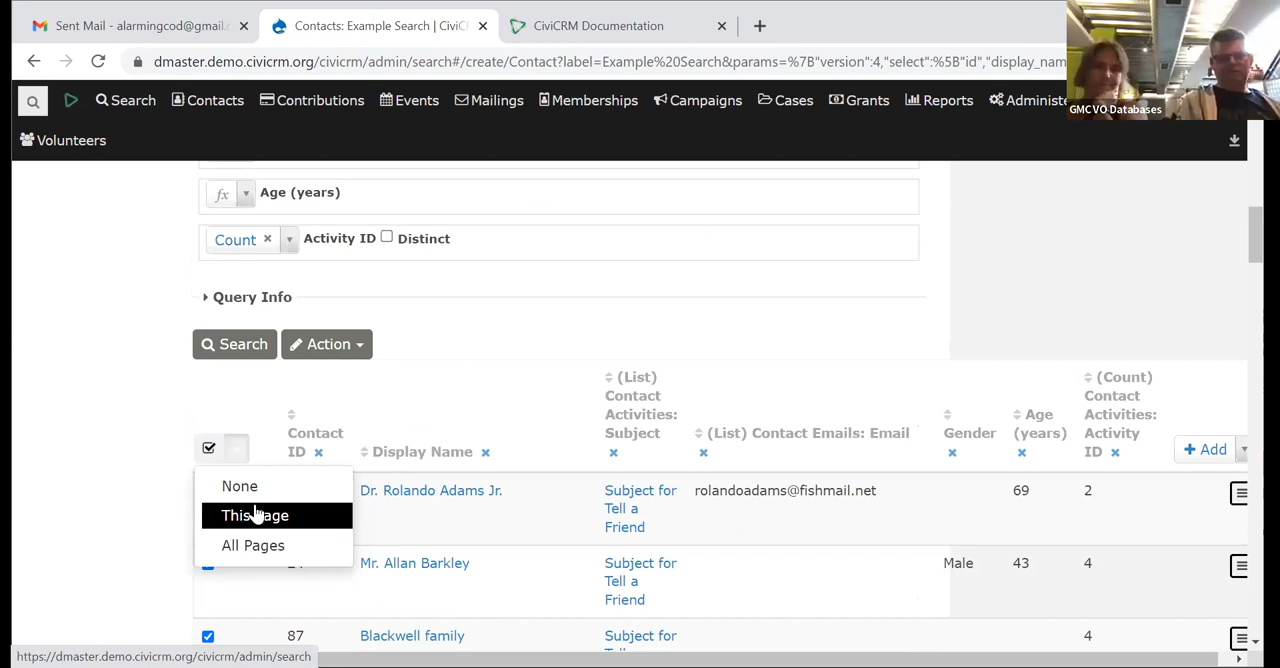 Sent Mail - alarmingcod@gmail.c
Contacts: Example Search | CiviC
CiviCRM Documentation
dmaster.demo.civicrm.org/civicrm/admin/search#/create/Contact?label=Example%20Search&params=%7B"version":4,"select":%5B"id","display_nam
GMCVO Databases
Search
Contacts
Contributions
Events
Mailings
Memberships
Campaigns
Cases
Grants
Reports
Administe
Volunteers
fx Age (years)
Count × Activity ID Distinct
Query Info
Search
Action
Contact ID
Display Name
(List) Contact Activities: Subject
(List) Contact Emails: Email
Gender
Age (years)
(Count) Contact Activities: Activity ID
+ Add
None
This Page
All Pages
Dr. Rolando Adams Jr.
Subject for Tell a Friend
rolandoadams@fishmail.net
69
2
Mr. Allan Barkley
Subject for Tell a Friend
Male
43
4
87
Blackwell family
Subject for
4
https://dmaster.demo.civicrm.org/civicrm/admin/search